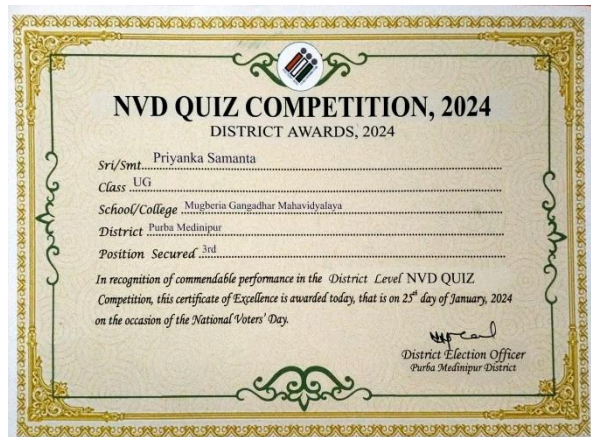 NVD QUIZ COMPETITION, 2024
DISTRICT AWARDS, 2024
Sri/Smt Priyanka Samanta
Class UG
School/College Mugberia Gangadhar Mahavidyalaya
District Purba Medinipur
Position Secured 3rd
In recognition of commendable performance in the District Level NVD QUIZ
Competition, this certificate of Excellence is awarded today, that is on 25th day of January, 2024
on the occasion of the National Voters' Day.
District Election Officer
Purba Medinipur District